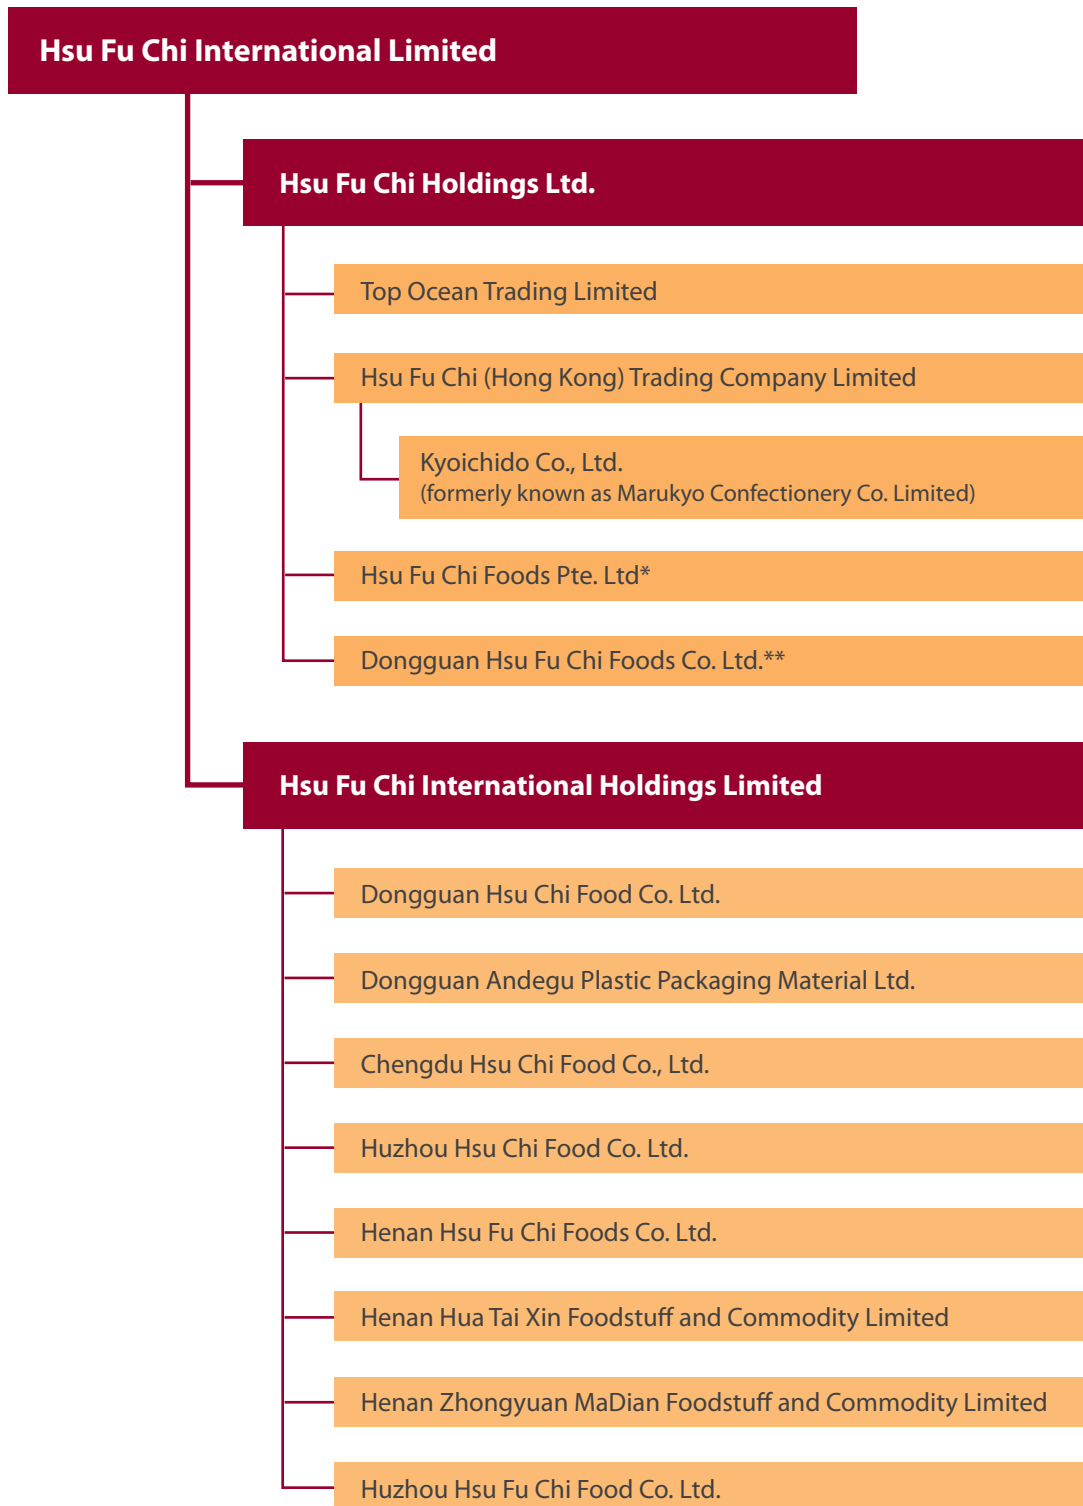 Hsu Fu Chi International Limited
Hsu Fu Chi Holdings Ltd.
Top Ocean Trading Limited
Hsu Fu Chi (Hong Kong) Trading Company Limited
Kyoichido Co., Ltd.
(formerly known as Marukyo Confectionery Co. Limited)
Hsu Fu Chi Foods Pte. Ltd*
Dongguan Hsu Fu Chi Foods Co. Ltd.**
Hsu Fu Chi International Holdings Limited
Dongguan Hsu Chi Food Co. Ltd.
Dongguan Andegu Plastic Packaging Material Ltd.
Chengdu Hsu Chi Food Co., Ltd.
Huzhou Hsu Chi Food Co. Ltd.
Henan Hsu Fu Chi Foods Co. Ltd.
Henan Hua Tai Xin Foodstuff and Commodity Limited
Henan Zhongyuan MaDian Foodstuff and Commodity Limited
Huzhou Hsu Fu Chi Food Co. Ltd.